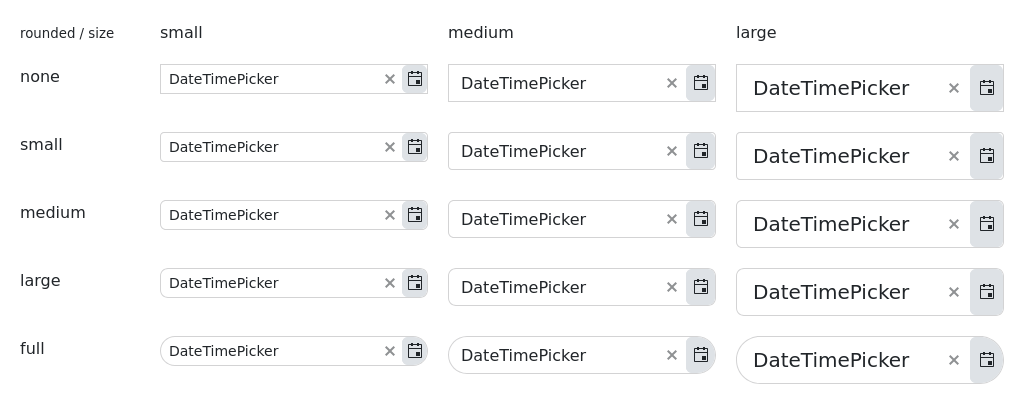 rounded / size small medium large
none DateTimePicker DateTimePicker DateTimePicker
small DateTimePicker DateTimePicker DateTimePicker
medium DateTimePicker DateTimePicker DateTimePicker
large DateTimePicker DateTimePicker DateTimePicker
full DateTimePicker DateTimePicker DateTimePicker